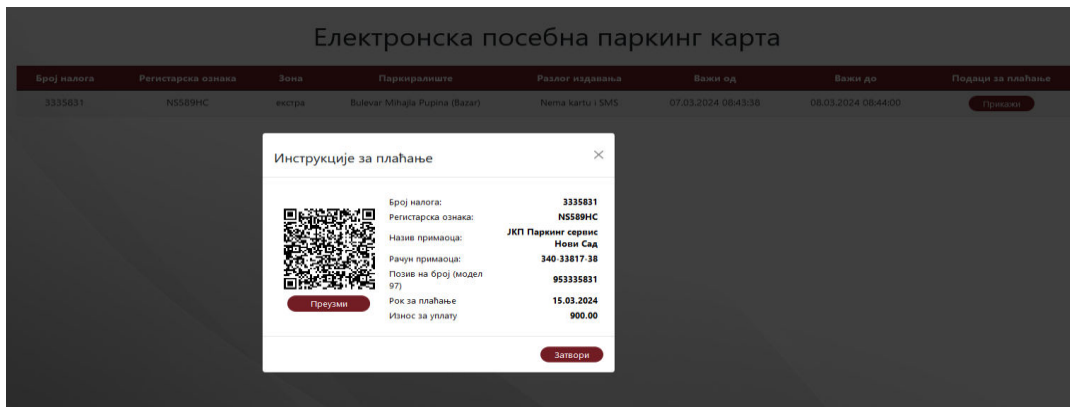 Електронска посебна паркинг карта
Број налога Регистарска ознака Зона Паркиралиште Разлог издавања Важи од Важи до Подаци за плаћање
3335831 NS589HC екстра Bulevar Mihajla Pupina (Bazar) Nema kartu i SMS 07.03.2024 08:43:38 08.03.2024 08:44:00 Прикажи
Инструкције за плаћање ×
Број налога: 3335831
Регистарска ознака: NS589HC
Назив примаоца: ЈКП Паркинг сервис
Нови Сад
Рачун примаоца: 340-33817-38
Позив на број (модел
97) 953335831
Рок за плаћање 15.03.2024
Износ за уплату 900.00
Преузми
Затвори